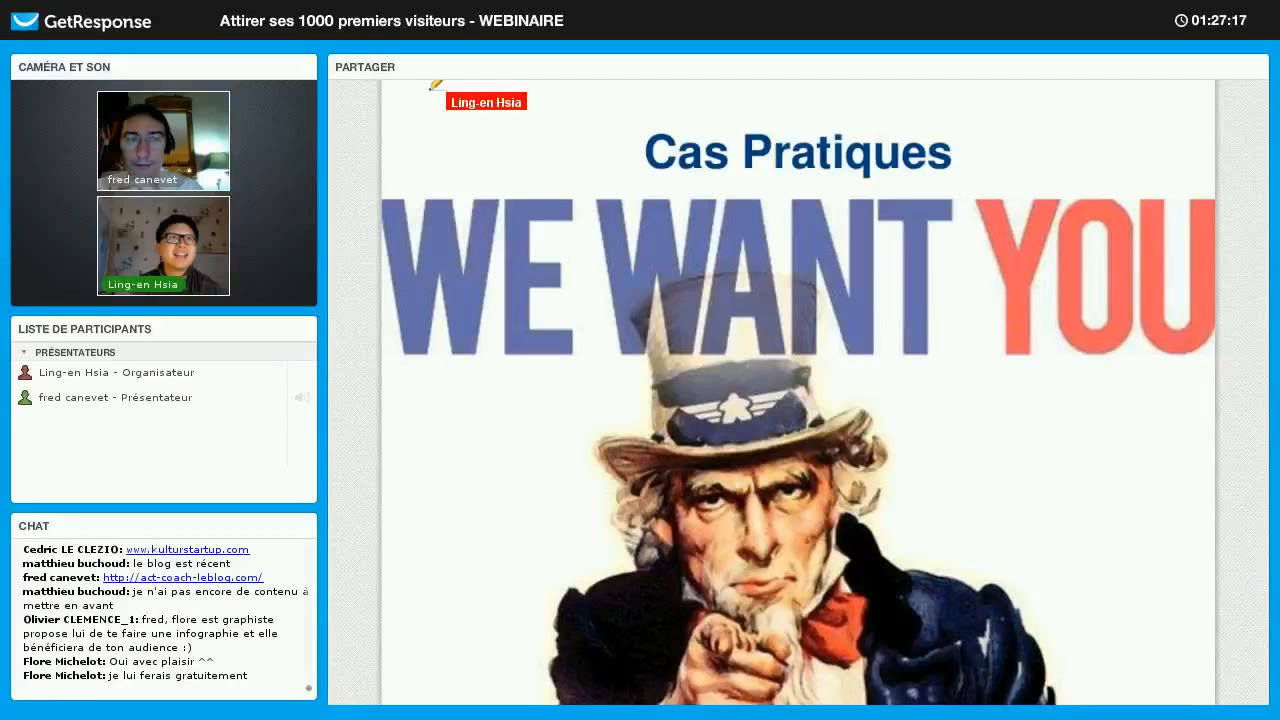 GetResponse
Attirer ses 1000 premiers visiteurs - WEBINAIRE
01:27:17
CAMÉRA ET SON
fred canevet
Ling-en Hsia
LISTE DE PARTICIPANTS
PRÉSENTATEURS
Ling-en Hsia - Organisateur
fred canevet - Présentateur
CHAT
Cedric LE CLEZIO: www.kulturstartup.com
matthieu buchoud: le blog est récent
fred canevet: http://act-coach-leblog.com/
matthieu buchoud: je n'ai pas encore de contenu à
mettre en avant
Olivier CLEMENCE_1: fred, flore est graphiste
propose lui de te faire une infographie et elle
bénéficiera de ton audience :)
Flore Michelot: Oui avec plaisir ^^
Flore Michelot: je lui ferais gratuitement
PARTAGER
Ling-en Hsia
Cas Pratiques
WE WANT YOU